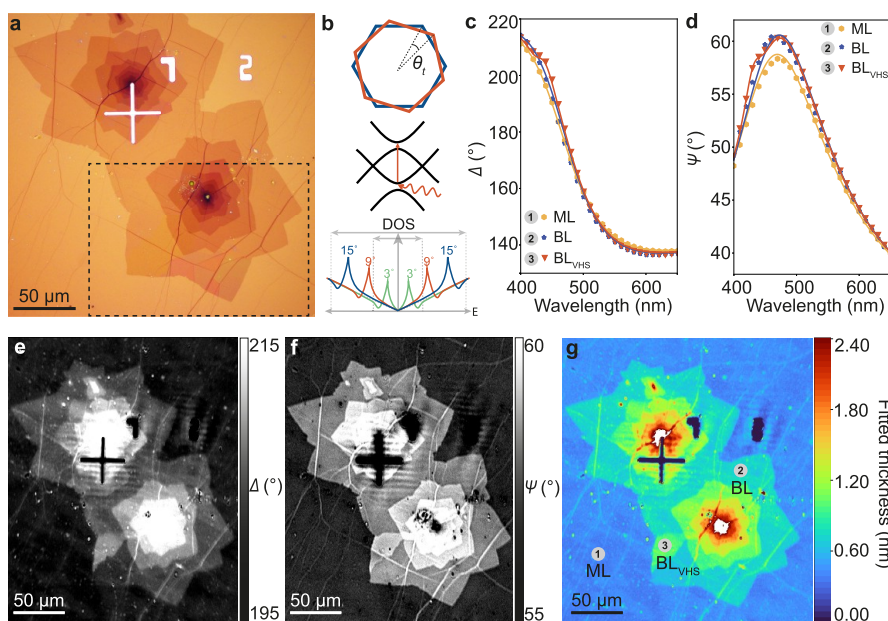 a
7
2
50 µm
b
θt
DOS
15°
9°
3°
3°
9°
15°
E
c
220
200
180
160
140
Δ (°)
1 ML
2 BL
3 BLVHS
400
500
600
Wavelength (nm)
d
60
55
50
45
40
Ψ (°)
1 ML
2 BL
3 BLVHS
400
500
600
Wavelength (nm)
e
50 µm
215
Δ (°)
195
f
50 µm
60
Ψ (°)
55
g
2
BL
3
BLVHS
1
ML
50 µm
2.40
1.80
1.20
0.60
0.00
Fitted thickness (nm)